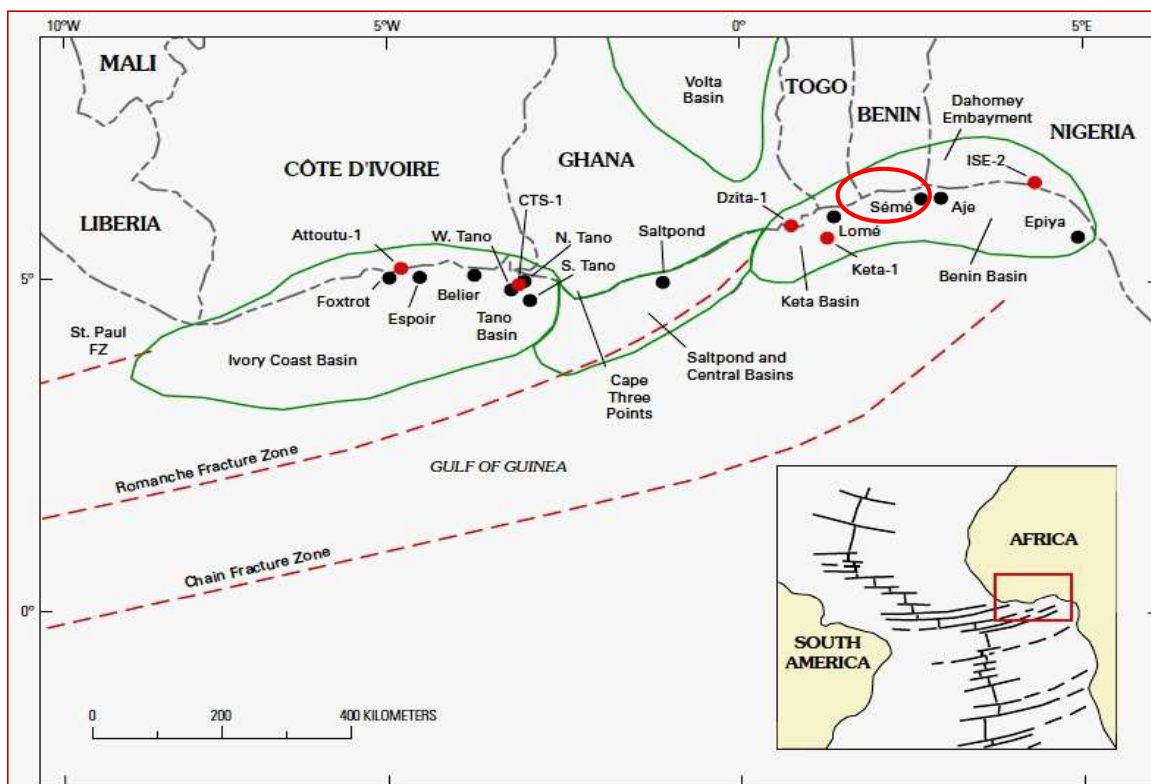 10°W
5°W
0°
5°E
MALI
Volta
Basin
TOGO
BENIN
Dahomey
Embayment
NIGERIA
ISE-2
CÔTE D'IVOIRE
GHANA
LIBERIA
CTS-1
Dzita-1
Sémé
Aje
Attoutu-1
W. Tano
N. Tano
Saltpond
Lomé
Epiya
S. Tano
Keta-1
Benin Basin
5°
Foxtrot
Espoir
Belier
Tano
Basin
Keta Basin
St. Paul
FZ
Ivory Coast Basin
Cape
Three
Points
Saltpond and
Central Basins
Romanche Fracture Zone
GULF OF GUINEA
Chain Fracture Zone
AFRICA
0°
SOUTH
AMERICA
0
200
400 KILOMETERS